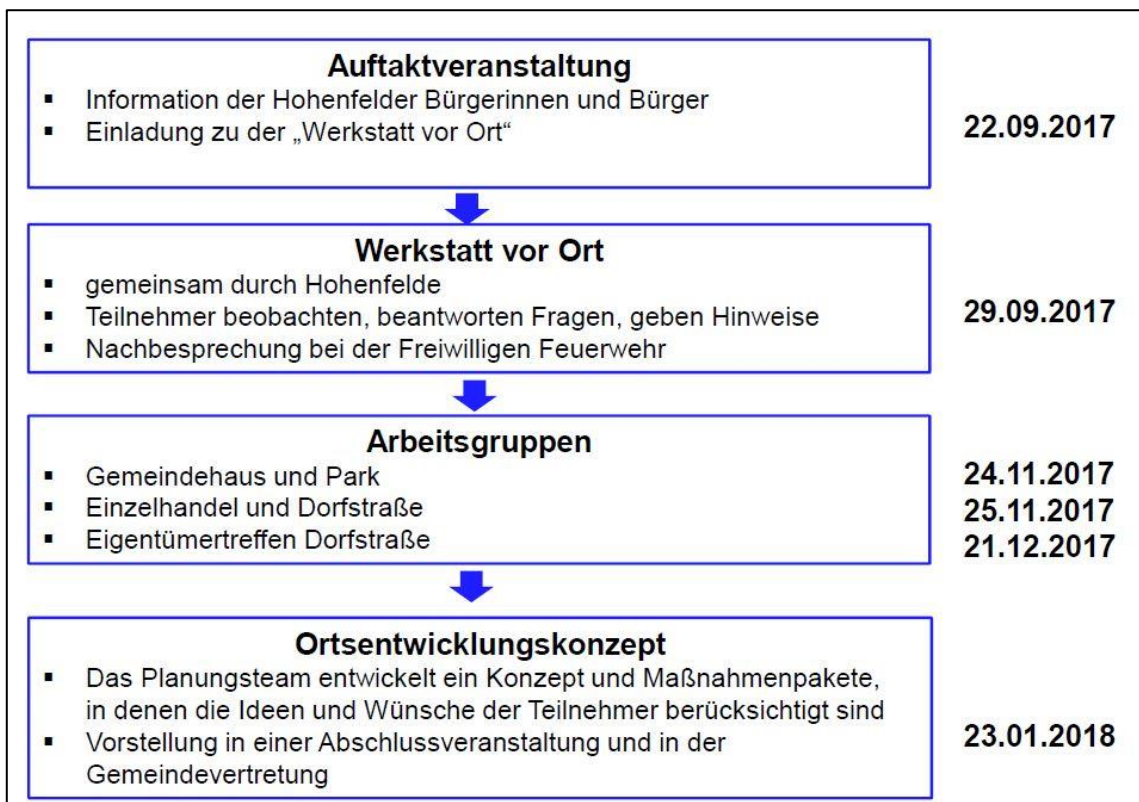 Auftaktveranstaltung
▪ Information der Hohenfelder Bürgerinnen und Bürger
▪ Einladung zu der „Werkstatt vor Ort“
22.09.2017
Werkstatt vor Ort
▪ gemeinsam durch Hohenfelde
▪ Teilnehmer beobachten, beantworten Fragen, geben Hinweise
▪ Nachbesprechung bei der Freiwilligen Feuerwehr
29.09.2017
Arbeitsgruppen
▪ Gemeindehaus und Park
▪ Einzelhandel und Dorfstraße
▪ Eigentümertreffen Dorfstraße
24.11.2017
25.11.2017
21.12.2017
Ortsentwicklungskonzept
▪ Das Planungsteam entwickelt ein Konzept und Maßnahmenpakete,
in denen die Ideen und Wünsche der Teilnehmer berücksichtigt sind
▪ Vorstellung in einer Abschlussveranstaltung und in der
Gemeindevertretung
23.01.2018